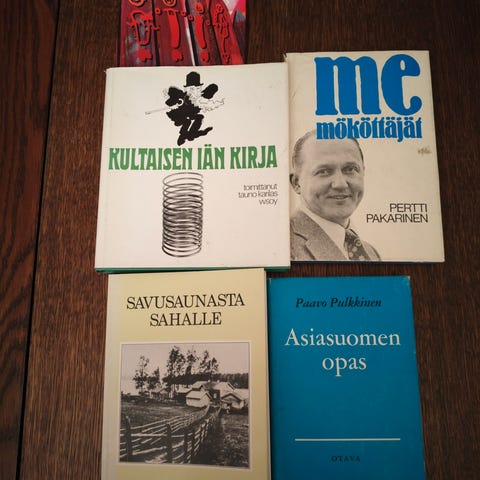 KULTAISEN IÄN KIRJA
toimittanut
tauno karilas
wsoy
me
mököttäjät
PERTTI
PAKARINEN
SAVUSAUNASTA
SAHALLE
Paavo Pulkkinen
Asiasuomen
opas
OTAVA